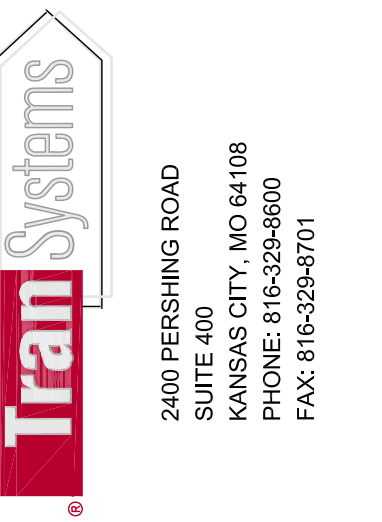 TranSystems
®
2400 PERSHING ROAD
SUITE 400
KANSAS CITY, MO 64108
PHONE: 816-329-8600
FAX: 816-329-8701